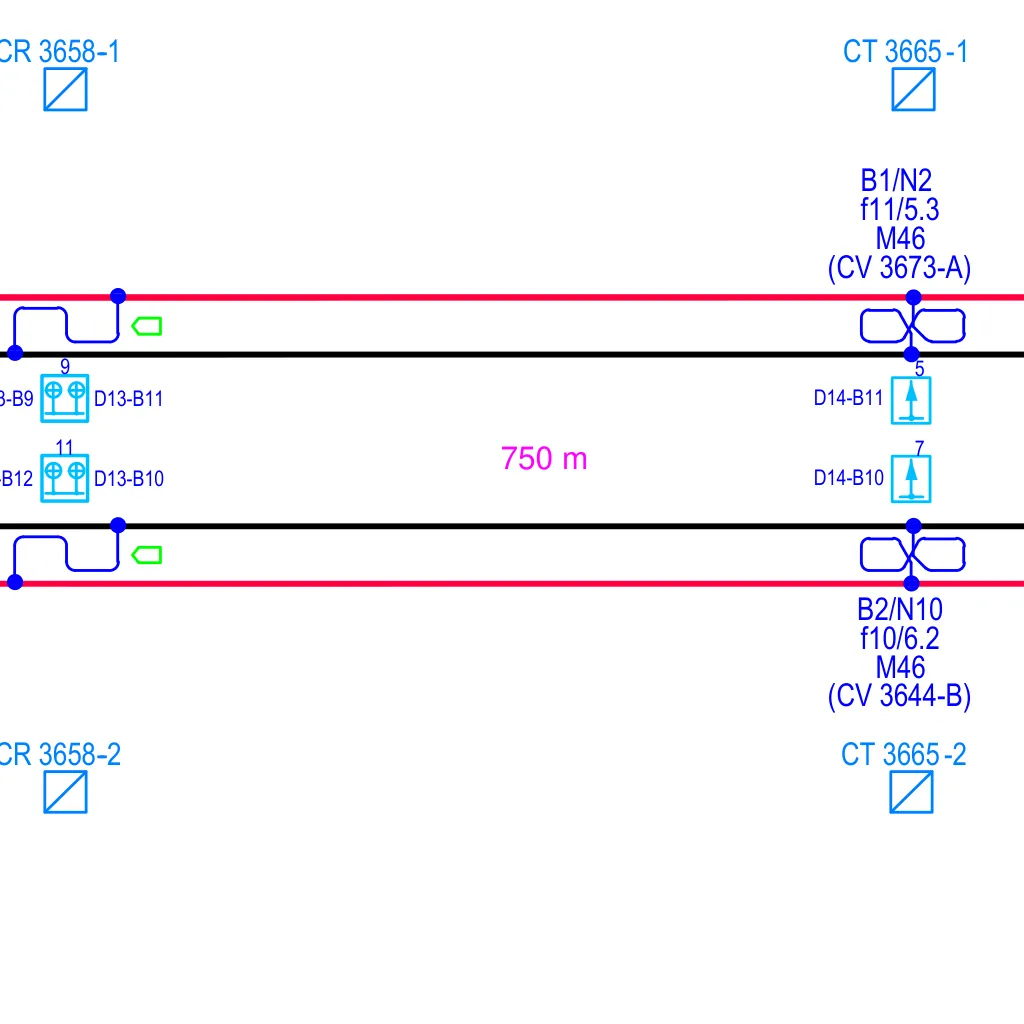 CR 3658-1
CT 3665-1
B1/N2
f11/5.3
M46
(CV 3673-A)
9
5
-B9
D13-B11
D14-B11
11
7
750 m
-B12
D13-B10
D14-B10
B2/N10
f10/6.2
M46
(CV 3644-B)
CR 3658-2
CT 3665-2